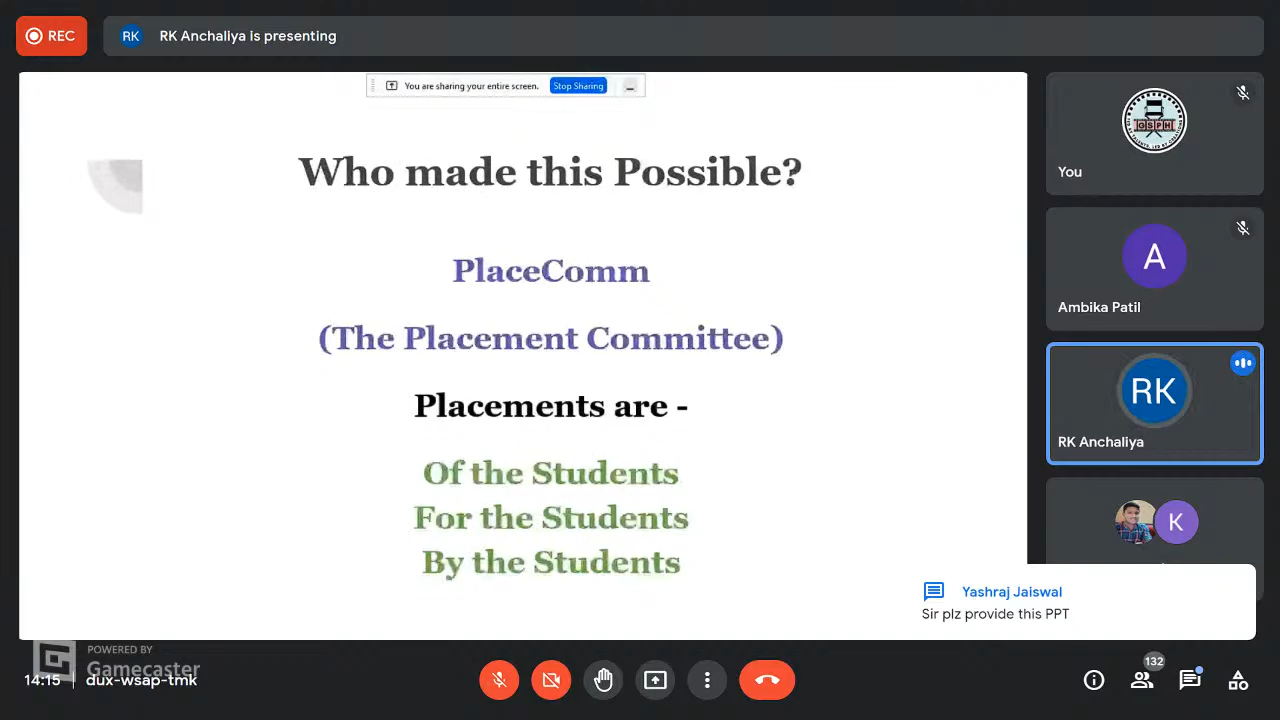 REC
RK
RK Anchaliya is presenting
You are sharing your entire screen.
Stop Sharing
Who made this Possible?
PlaceComm
(The Placement Committee)
Placements are -
Of the Students
For the Students
By the Students
GSPM
You
A
Ambika Patil
RK
RK Anchaliya
K
Yashraj Jaiswal
Sir plz provide this PPT
POWERED BY
Gamecaster
14:15
dux-wsap-tmk
132